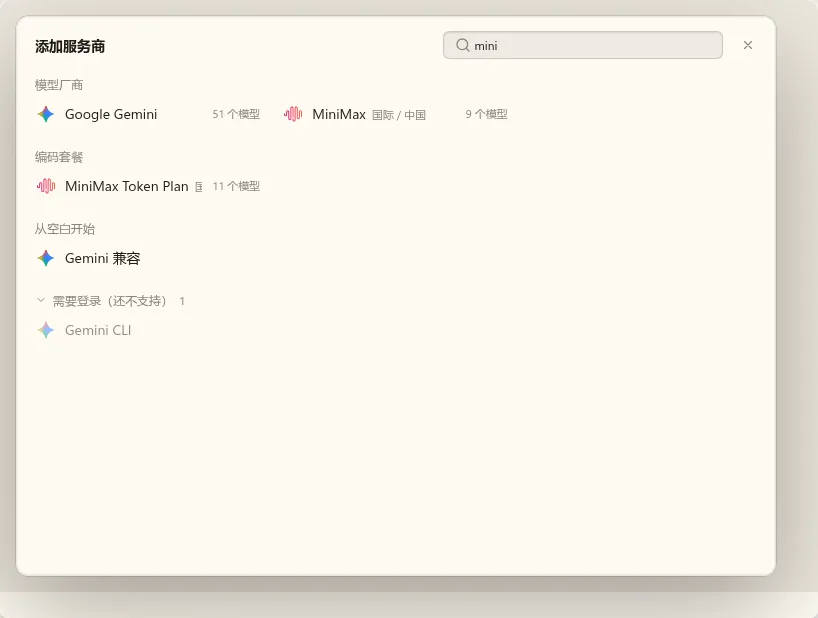 添加服务商
mini
模型厂商
Google Gemini 51 个模型 MiniMax 国际 / 中国 9 个模型
编码套餐
MiniMax Token Plan 11 个模型
从空白开始
Gemini 兼容
需要登录（还不支持） 1
Gemini CLI